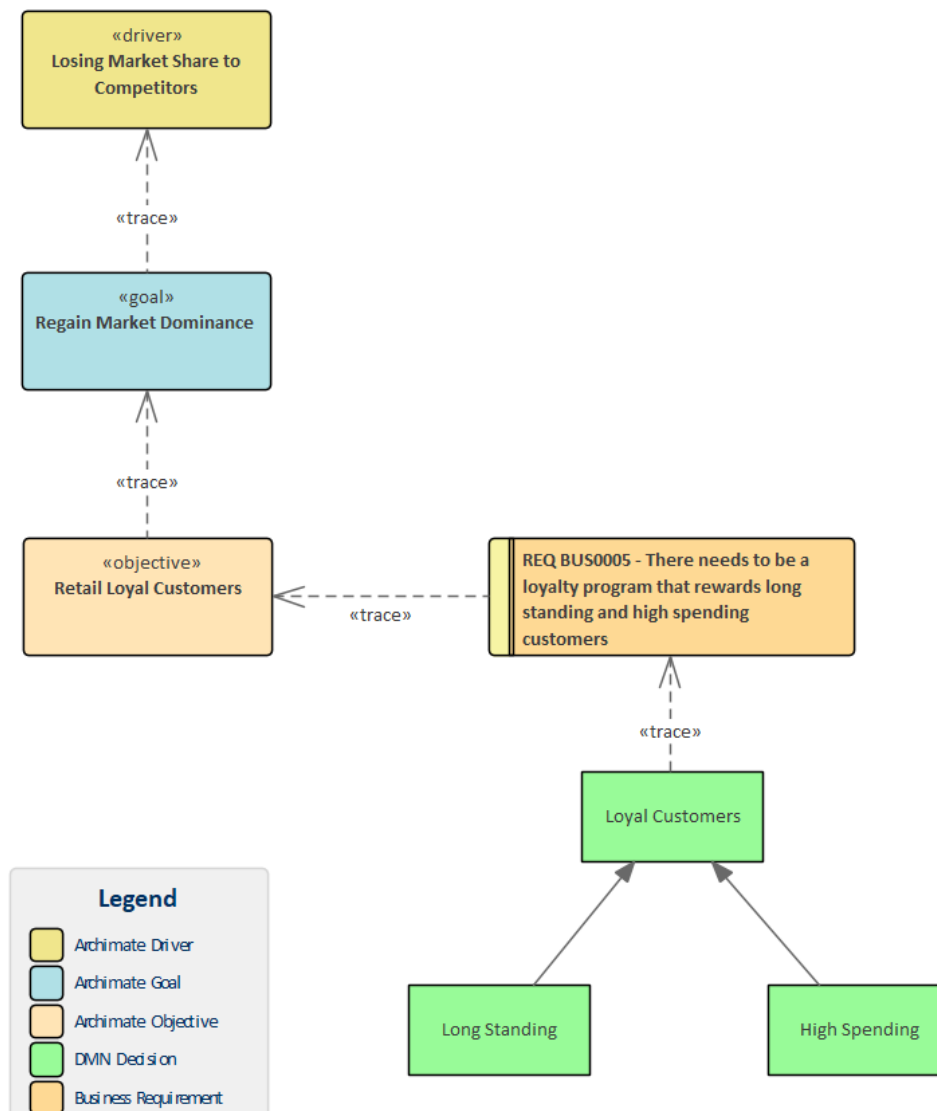 «driver»
Losing Market Share to
Competitors
«trace»
«goal»
Regain Market Dominance
«trace»
«objective»
Retail Loyal Customers
REQ BUS0005 - There needs to be a
loyalty program that rewards long
standing and high spending
customers
«trace»
«trace»
Loyal Customers
Long Standing
High Spending
Legend
Archimate Driver
Archimate Goal
Archimate Objective
DMN Decision
Business Requirement